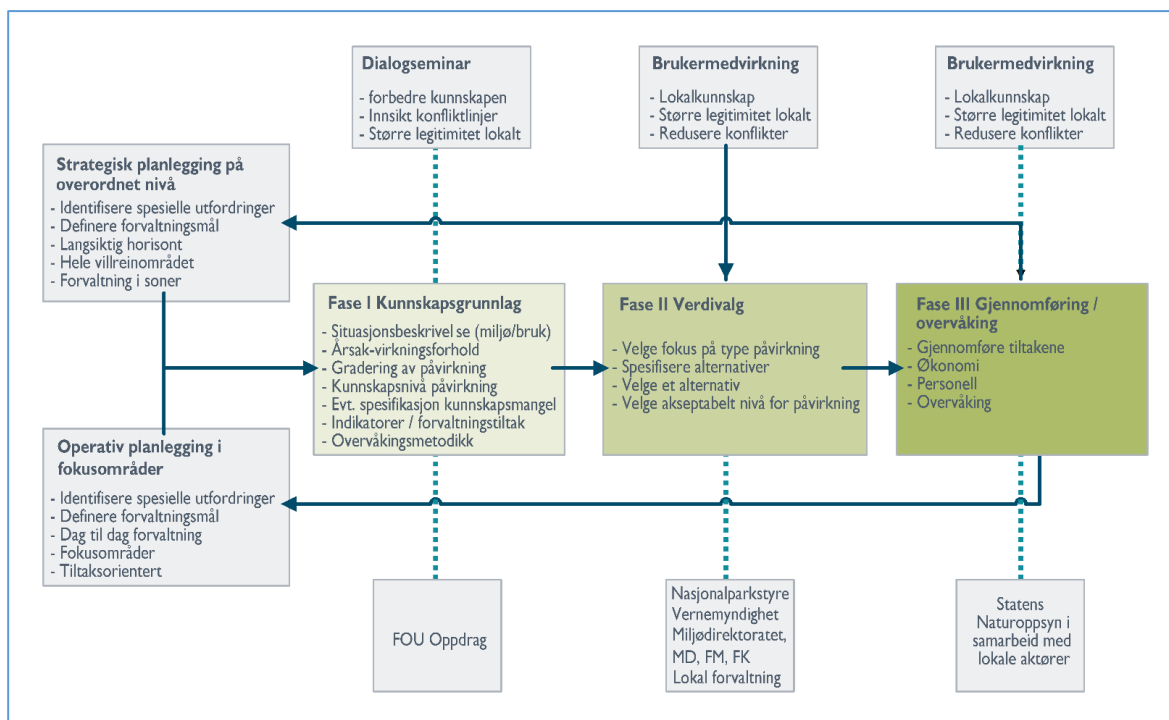 Dialogseminar
- forbedre kunnskapen
- Innsikt konfliktlinjer
- Større legitimitet lokalt
Brukermedvirkning
- Lokalkunnskap
- Større legitimitet lokalt
- Redusere konflikter
Brukermedvirkning
- Lokalkunnskap
- Større legitimitet lokalt
- Redusere konflikter
Strategisk planlegging på
overordnet nivå
- Identifisere spesielle utfordringer
- Definere forvaltningsmål
- Langsiktig horisont
- Hele villreinområdet
- Forvaltning i soner
Fase I Kunnskapsgrunnlag
- Situasjonsbeskrivelse (miljø/bruk)
- Årsak-virkningsforhold
- Gradering av påvirkning
- Kunnskapsnivå påvirkning
- Evt. spesifikasjon kunnskapsmangel
- Indikatorer / forvaltningstiltak
- Overvåkingsmetodikk
Fase II Verdivalg
- Velge fokus på type påvirkning
- Spesifisere alternativer
- Velge et alternativ
- Velge akseptabelt nivå for påvirkning
Fase III Gjennomføring /
overvåking
- Gjennomføre tiltakene
- Økonomi
- Personell
- Overvåking
Operativ planlegging i
fokusområder
- Identifisere spesielle utfordringer
- Definere forvaltningsmål
- Dag til dag forvaltning
- Fokusområder
- Tiltaksorientert
FOU Oppdrag
Nasjonalparkstyre
Vernemyndighet
Miljødirektoratet,
MD, FM, FK
Lokal forvaltning
Statens
Naturoppsyn i
samarbeid med
lokale aktører